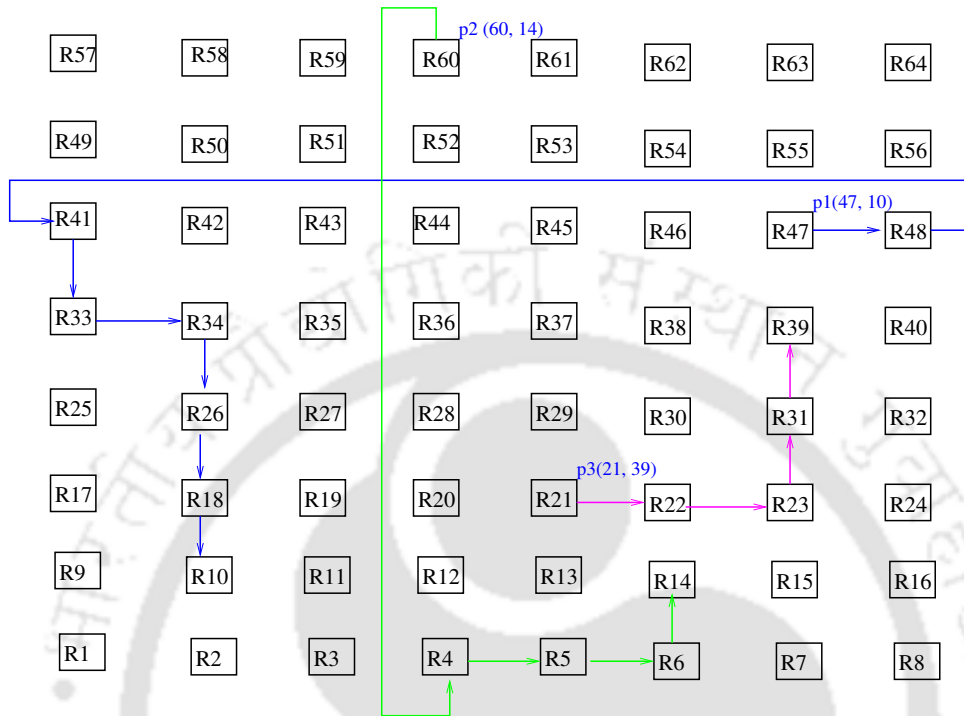 p2 (60, 14)
R57 R58 R59 R60 R61 R62 R63 R64
R49 R50 R51 R52 R53 R54 R55 R56
p1(47, 10)
R41 R42 R43 R44 R45 R46 R47 R48
R33 R34 R35 R36 R37 R38 R39 R40
R25 R26 R27 R28 R29 R30 R31 R32
p3(21, 39)
R17 R18 R19 R20 R21 R22 R23 R24
R9 R10 R11 R12 R13 R14 R15 R16
R1 R2 R3 R4 R5 R6 R7 R8